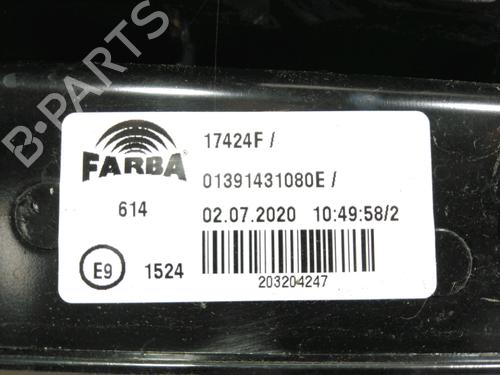 B-PARTS
FARBA
17424F /
01391431080E /
614
02.07.2020 10:49:58/2
E9
1524
203204247